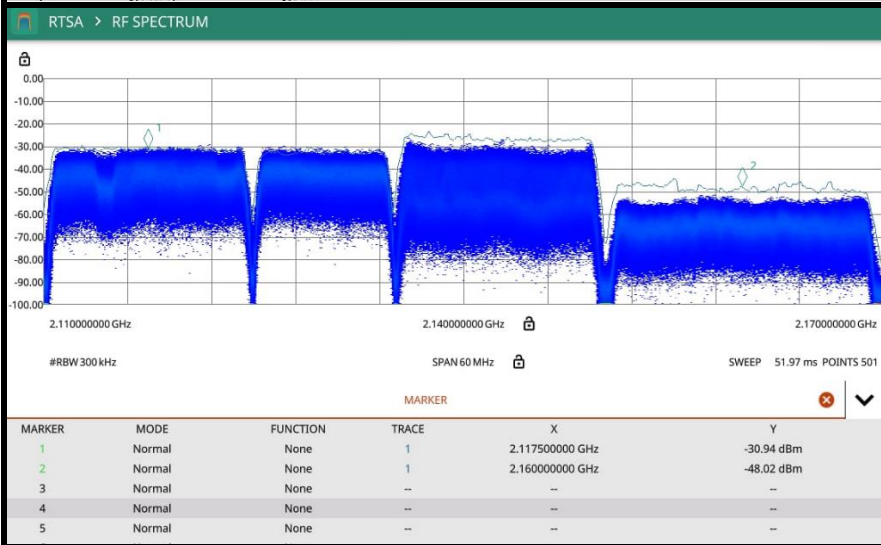 RTSA > RF SPECTRUM
0.00
-10.00
-20.00
-30.00
-40.00
-50.00
-60.00
-70.00
-80.00
-90.00
-100.00
1
2
2.110000000 GHz 2.140000000 GHz 2.170000000 GHz
#RBW 300 kHz SPAN 60 MHz SWEEP 51.97 ms POINTS 501
MARKER
MARKER MODE FUNCTION TRACE X Y
1 Normal None 1 2.117500000 GHz -30.94 dBm
2 Normal None 1 2.160000000 GHz -48.02 dBm
3 Normal None -- -- --
4 Normal None -- -- --
5 Normal None -- -- --